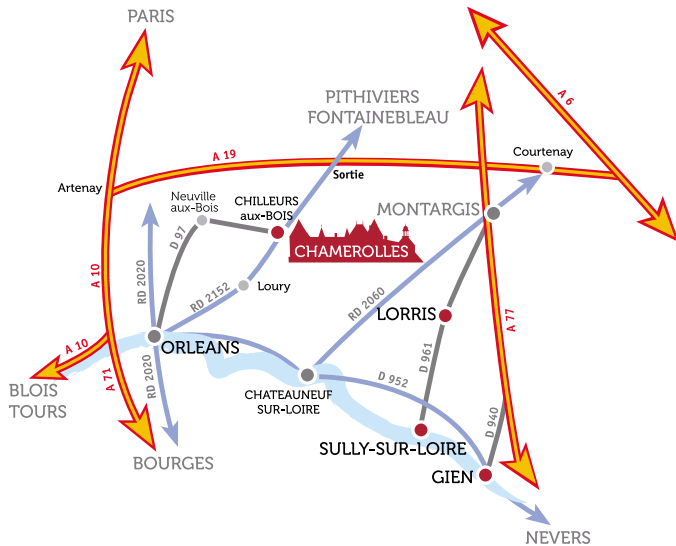 PARIS
A 6
PITHIVIERS
FONTAINEBLEAU
A 19
Courtenay
Sortie
Artenay
Neuville
aux-Bois
CHILLEURS
aux-BOIS
MONTARGIS
CHAMEROLLES
D 97
RD 2020
A 10
Loury
RD 2152
RD 2060
LORRIS
A 77
A 10
ORLEANS
D 961
RD 2020
A 71
D 952
BLOIS
TOURS
CHATEAUNEUF
SUR-LOIRE
D 940
SULLY-SUR-LOIRE
BOURGES
GIEN
NEVERS